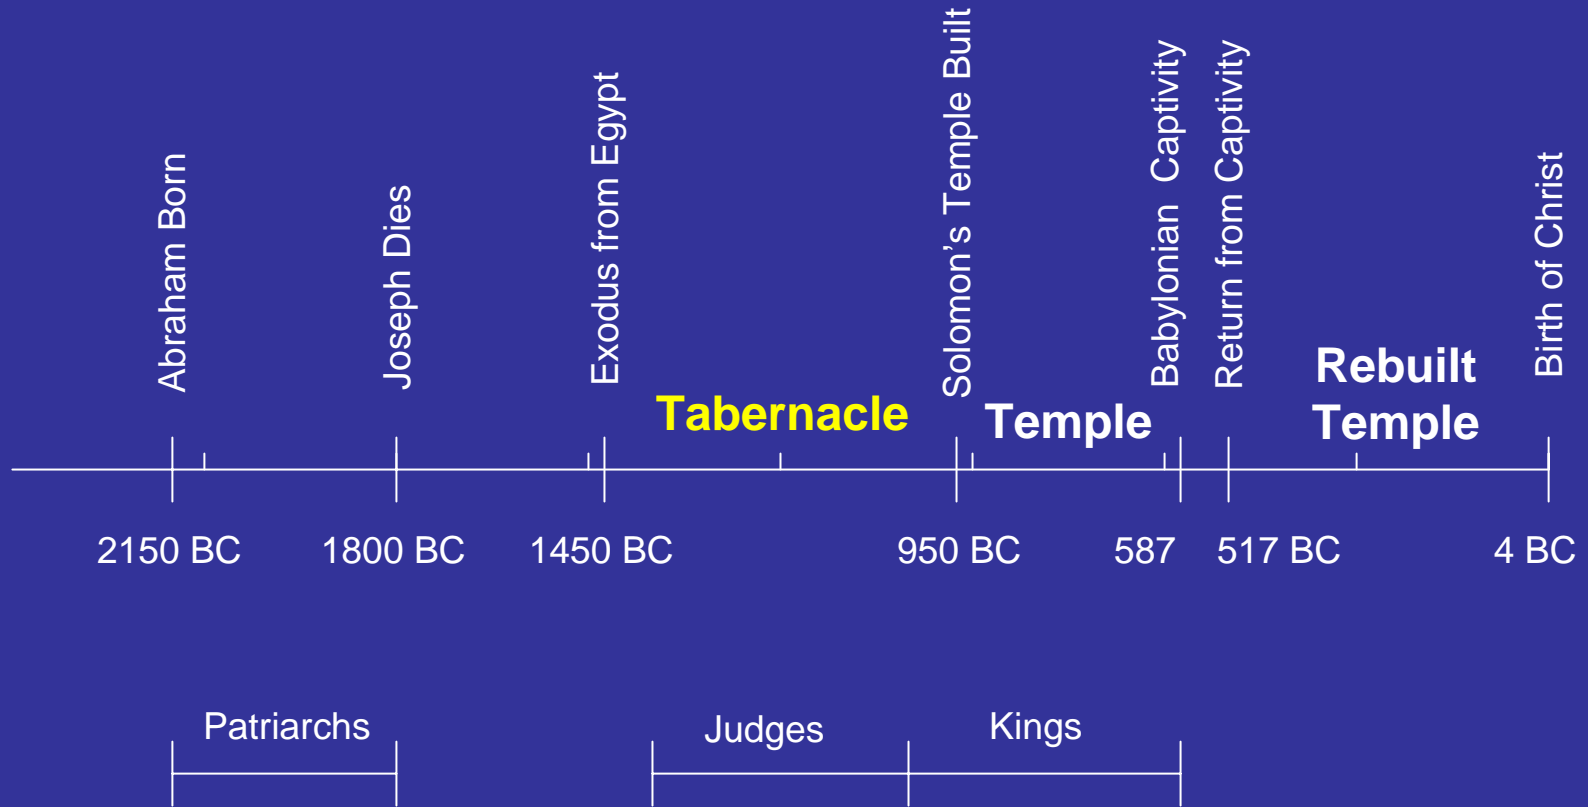 Abraham Born
Joseph Dies
Exodus from Egypt
Solomon’s Temple Built
Babylonian Captivity
Return from Captivity
Birth of Christ
Tabernacle
Temple
Rebuilt
Temple
2150 BC
1800 BC
1450 BC
950 BC
587
517 BC
4 BC
Patriarchs
Judges
Kings